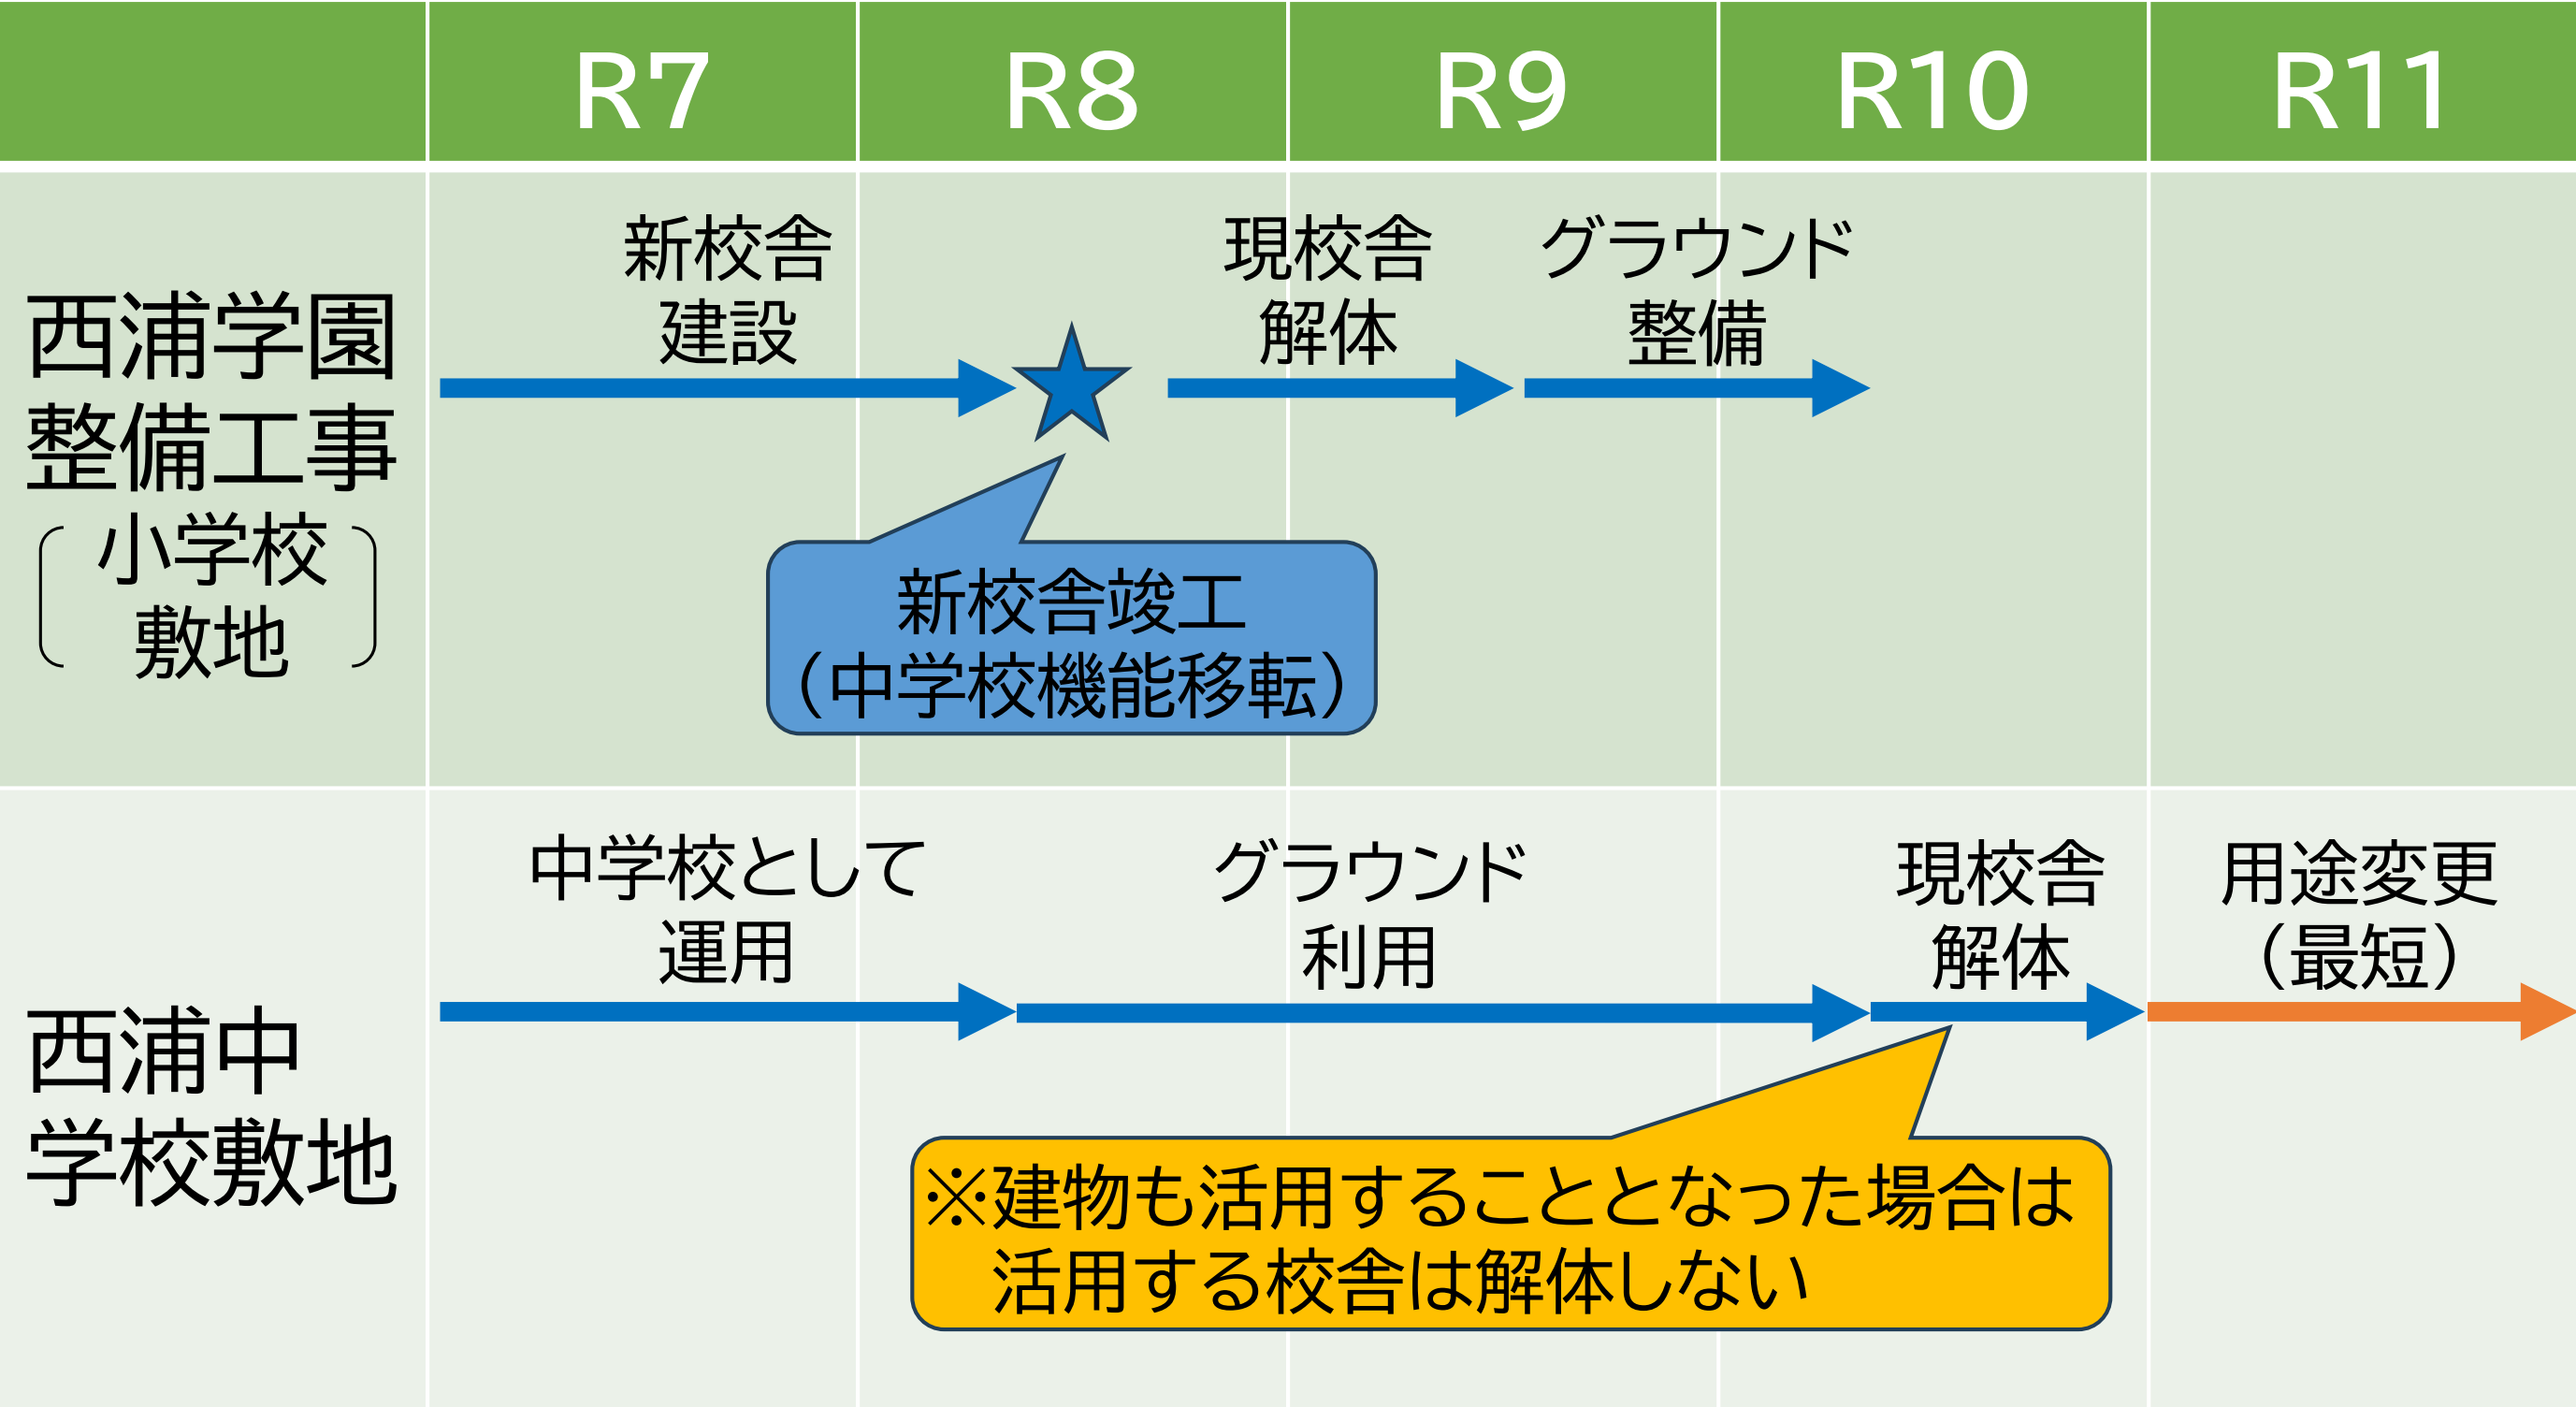 R7 R8 R9 R10 R11
西浦学園
整備工事
小学校
敷地
新校舎
建設
現校舎
解体
グラウンド
整備
新校舎竣工
（中学校機能移転）
西浦中
学校敷地
中学校として
運用
グラウンド
利用
現校舎
解体
用途変更
（最短）
※建物も活用することとなった場合は
活用する校舎は解体しない